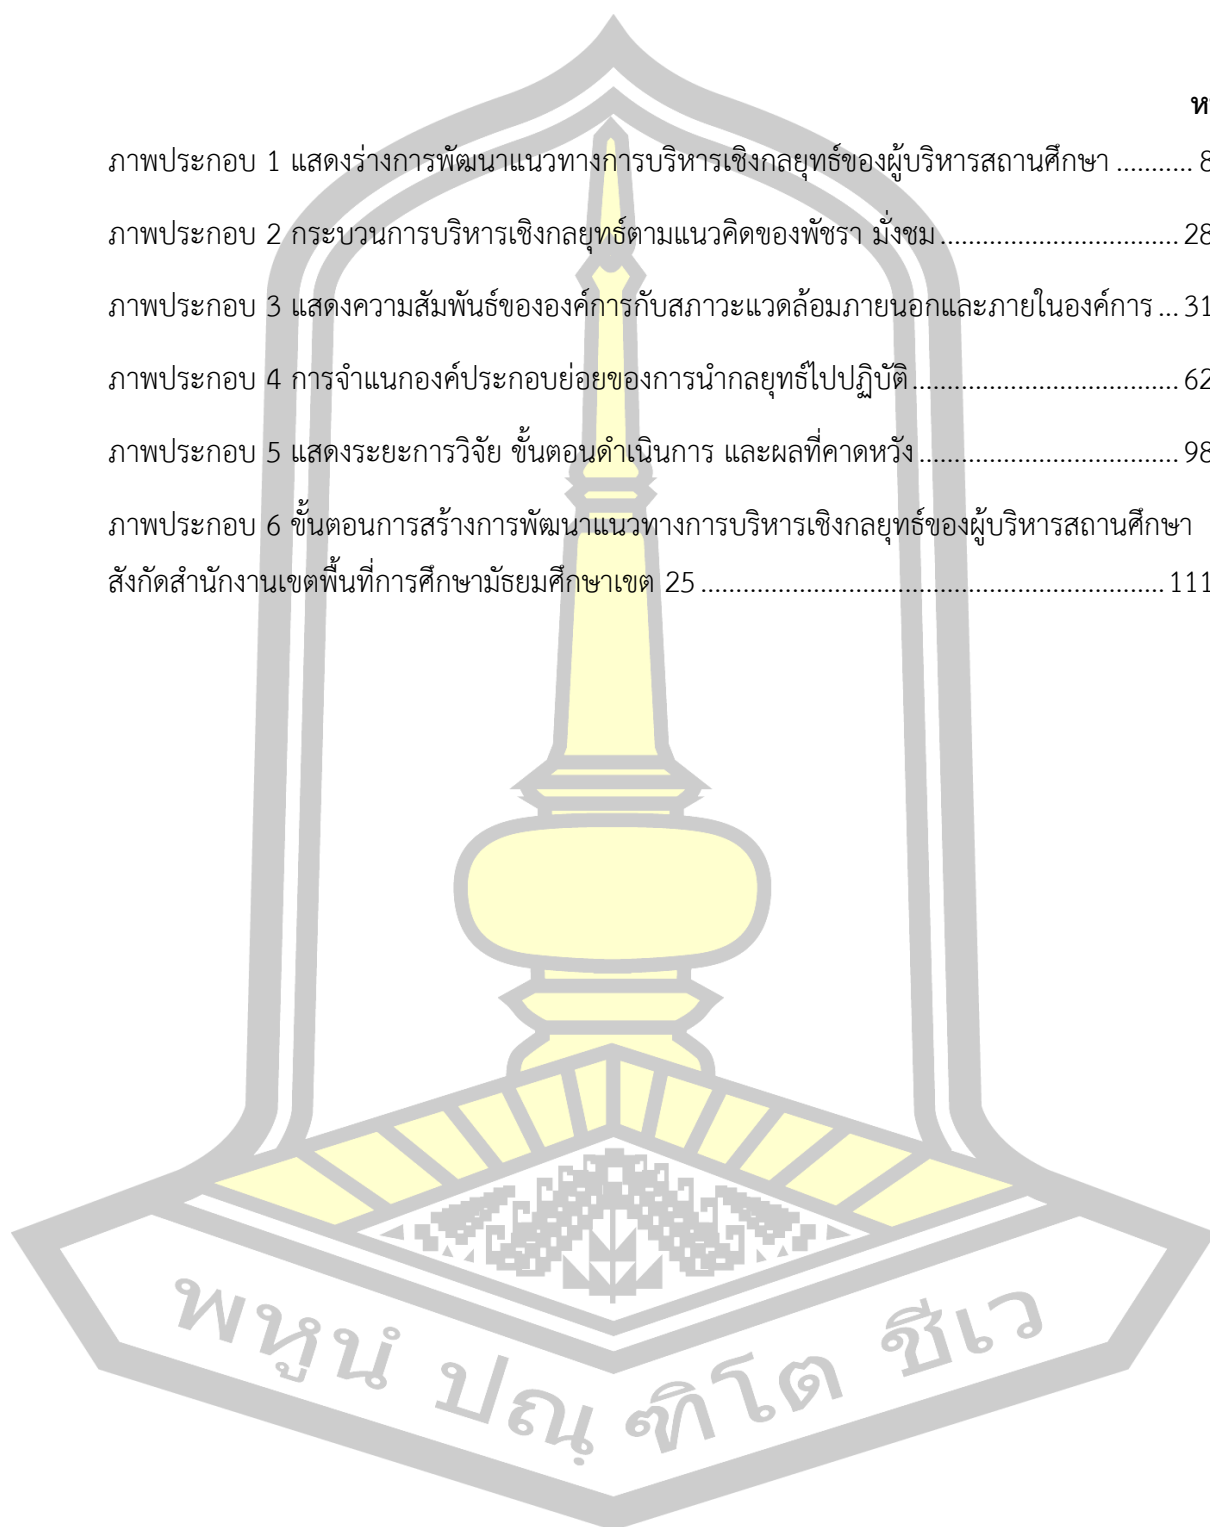 ห
ภาพประกอบ 1 แสดงร่างการพัฒนาแนวทางการบริหารเชิงกลยุทธ์ของผู้บริหารสถานศึกษา ........... 8
ภาพประกอบ 2 กระบวนการบริหารเชิงกลยุทธ์ตามแนวคิดของพัชรา มั่งชม .................................. 28
ภาพประกอบ 3 แสดงความสัมพันธ์ขององค์การกับสภาวะแวดล้อมภายนอกและภายในองค์การ ... 31
ภาพประกอบ 4 การจำแนกองค์ประกอบย่อยของการนำกลยุทธ์ไปปฏิบัติ ...................................... 62
ภาพประกอบ 5 แสดงระยะการวิจัย ขั้นตอนดำเนินการ และผลที่คาดหวัง ..................................... 98
ภาพประกอบ 6 ขั้นตอนการสร้างการพัฒนาแนวทางการบริหารเชิงกลยุทธ์ของผู้บริหารสถานศึกษา
สังกัดสำนักงานเขตพื้นที่การศึกษามัธยมศึกษาเขต 25 .................................................................. 111
พหูนํ ปณฺฑิโต ชีเว